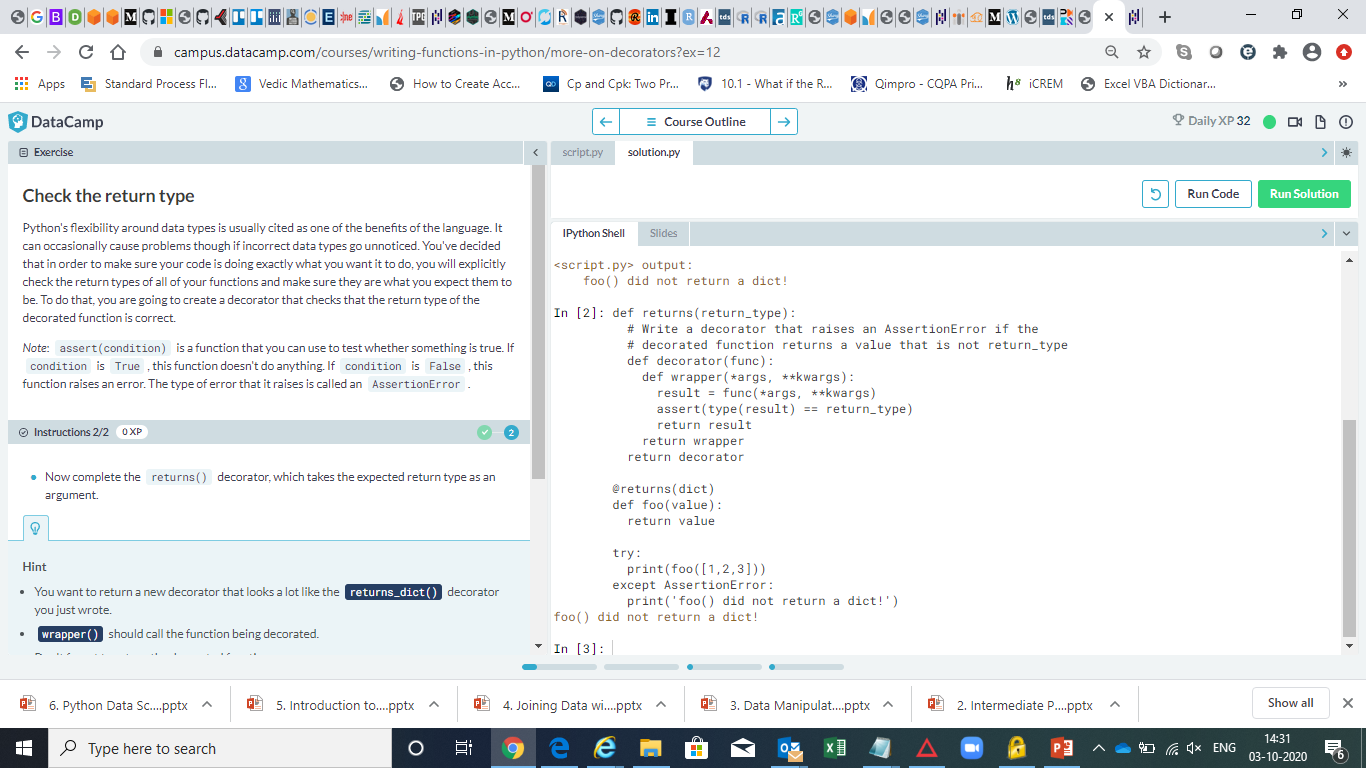 campus.datacamp.com/courses/writing-functions-in-python/more-on-decorators?ex=12
Apps
Standard Process Fl...
Vedic Mathematics...
How to Create Acc...
Cp and Cpk: Two Pr...
10.1 - What if the R...
Qimpro - CQPA Pri...
iCREM
Excel VBA Dictionar...
»
DataCamp
Course Outline
Daily XP 32
Exercise
script.py
solution.py
Run Code
Run Solution
Check the return type
Python's flexibility around data types is usually cited as one of the benefits of the language. It
can occasionally cause problems though if incorrect data types go unnoticed. You've decided
that in order to make sure your code is doing exactly what you want it to do, you will explicitly
check the return types of all of your functions and make sure they are what you expect them to
be. To do that, you are going to create a decorator that checks that the return type of the
decorated function is correct.
Note: assert(condition) is a function that you can use to test whether something is true. If
condition is True , this function doesn't do anything. If condition is False , this
function raises an error. The type of error that it raises is called an AssertionError .
Instructions 2/2 0 XP
2
Now complete the returns() decorator, which takes the expected return type as an
argument.
Hint
You want to return a new decorator that looks a lot like the returns_dict() decorator
you just wrote.
wrapper() should call the function being decorated.
IPython Shell
Slides
<script.py> output:
foo() did not return a dict!
In [2]: def returns(return_type):
# Write a decorator that raises an AssertionError if the
# decorated function returns a value that is not return_type
def decorator(func):
def wrapper(*args, **kwargs):
result = func(*args, **kwargs)
assert(type(result) == return_type)
return result
return wrapper
return decorator
@returns(dict)
def foo(value):
return value
try:
print(foo([1,2,3]))
except AssertionError:
print('foo() did not return a dict!')
foo() did not return a dict!
In [3]:
6. Python Data Sc....pptx
5. Introduction to....pptx
4. Joining Data wi....pptx
3. Data Manipulat....pptx
2. Intermediate P....pptx
Show all
Type here to search
ENG
14:31
03-10-2020
6